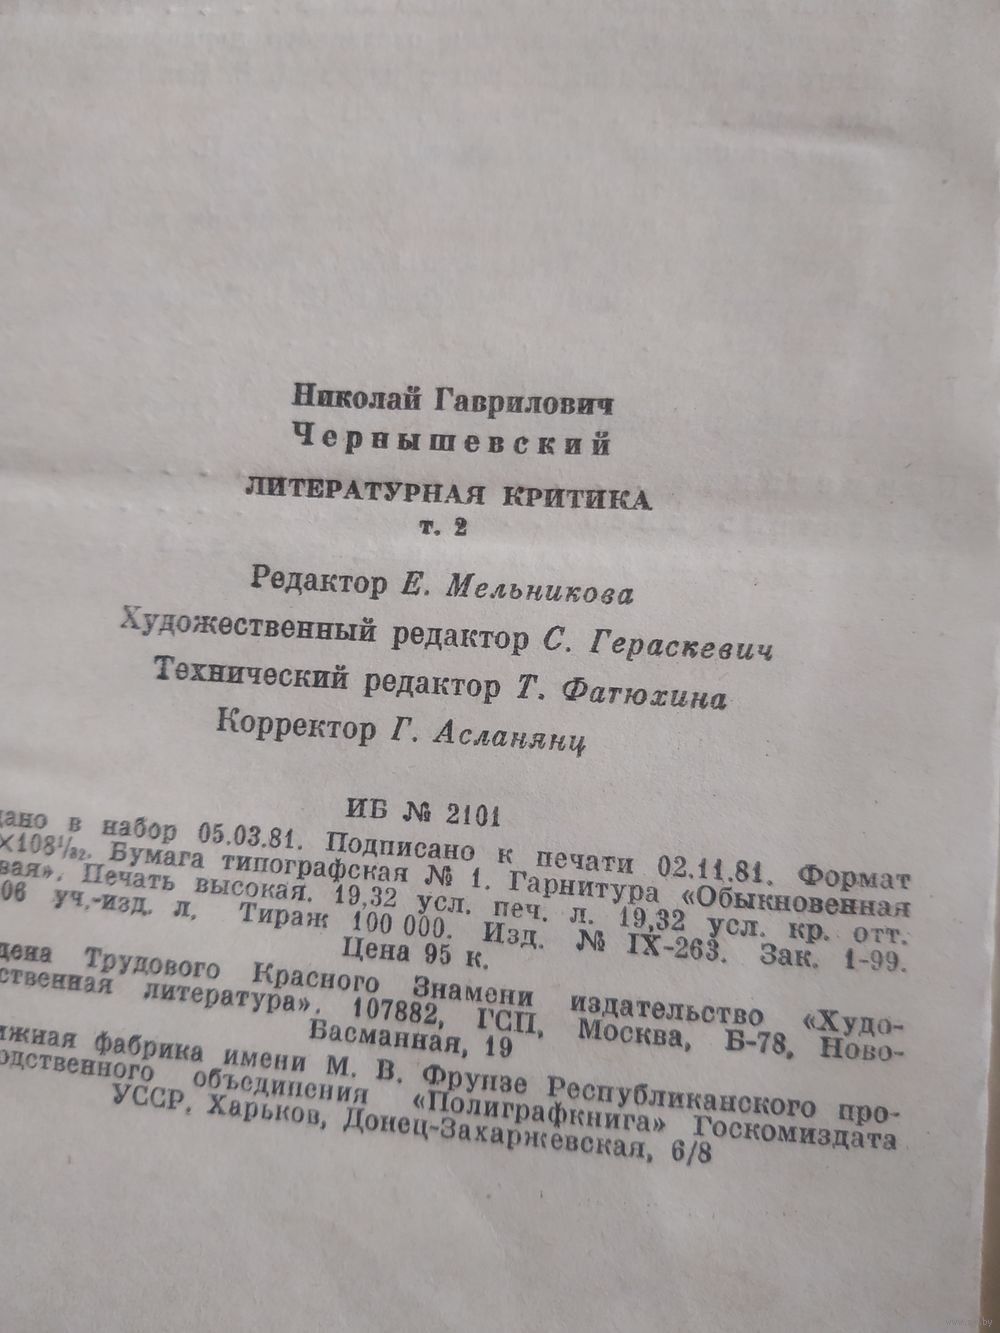 Николай Гаврилович
Чернышевский
ЛИТЕРАТУРНАЯ КРИТИКА
т. 2
Редактор Е. Мельникова
Художественный редактор С. Гераскевич
Технический редактор Т. Фатюхина
Корректор Г. Асланянц
ИБ № 2101
дано в набор 05.03.81. Подписано к печати 02.11.81. Формат
×108¹/₃₂. Бумага типографская № 1. Гарнитура «Обыкновенная
вая». Печать высокая. 19,32 усл. печ. л. 19,32 усл. кр. отт.
06 уч.-изд. л. Тираж 100 000. Изд. № IX-263. Зак. 1-99.
Цена 95 к.
дена Трудового Красного Знамени издательство «Худо-
ственная литература». 107882, ГСП, Москва, Б-78, Ново-
Басманная, 19
ижная фабрика имени М. В. Фрунзе Республиканского про-
одственного объединения «Полиграфкнига» Госкомиздата
УССР, Харьков, Донец-Захаржевская, 6/8